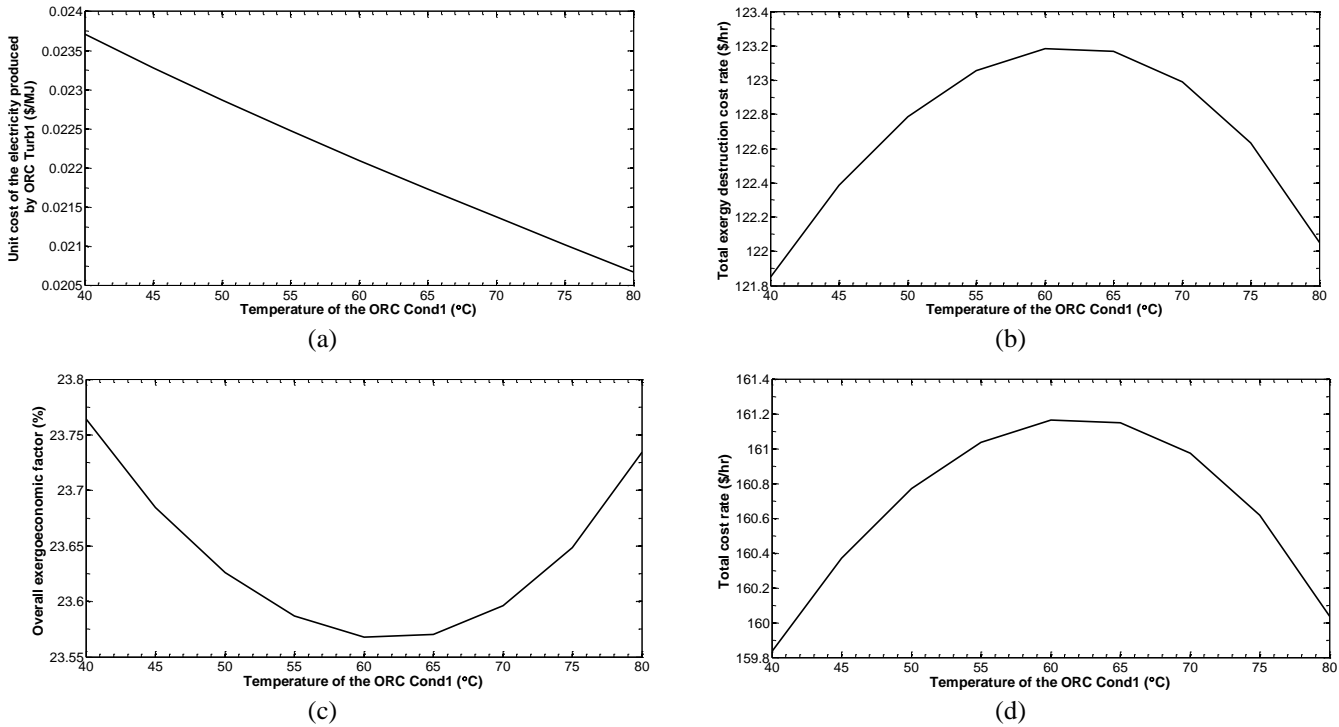 Unit cost of the electricity produced
by ORC Turb1 ($/MJ)
0.024
0.0235
0.023
0.0225
0.022
0.0215
0.021
0.0205
40 45 50 55 60 65 70 75 80
Temperature of the ORC Cond1 (°C)
(a)
Total exergy destruction cost rate ($/hr)
123.4
123.2
123
122.8
122.6
122.4
122.2
122
121.8
40 45 50 55 60 65 70 75 80
Temperature of the ORC Cond1 (°C)
(b)
Overall exergoeconomic factor (%)
23.8
23.75
23.7
23.65
23.6
23.55
40 45 50 55 60 65 70 75 80
Temperature of the ORC Cond1 (°C)
(c)
Total cost rate ($/hr)
161.4
161.2
161
160.8
160.6
160.4
160.2
160
159.8
40 45 50 55 60 65 70 75 80
Temperature of the ORC Cond1 (°C)
(d)